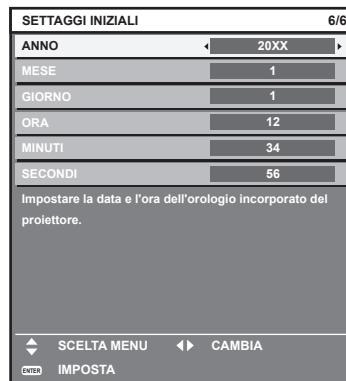 SETTAGGI INIZIALI 6/6
ANNO 20XX
MESE 1
GIORNO 1
ORA 12
MINUTI 34
SECONDI 56
Impostare la data e l'ora dell'orologio incorporato del
proiettore.
SCELTA MENU CAMBIA
ENTER IMPOSTA